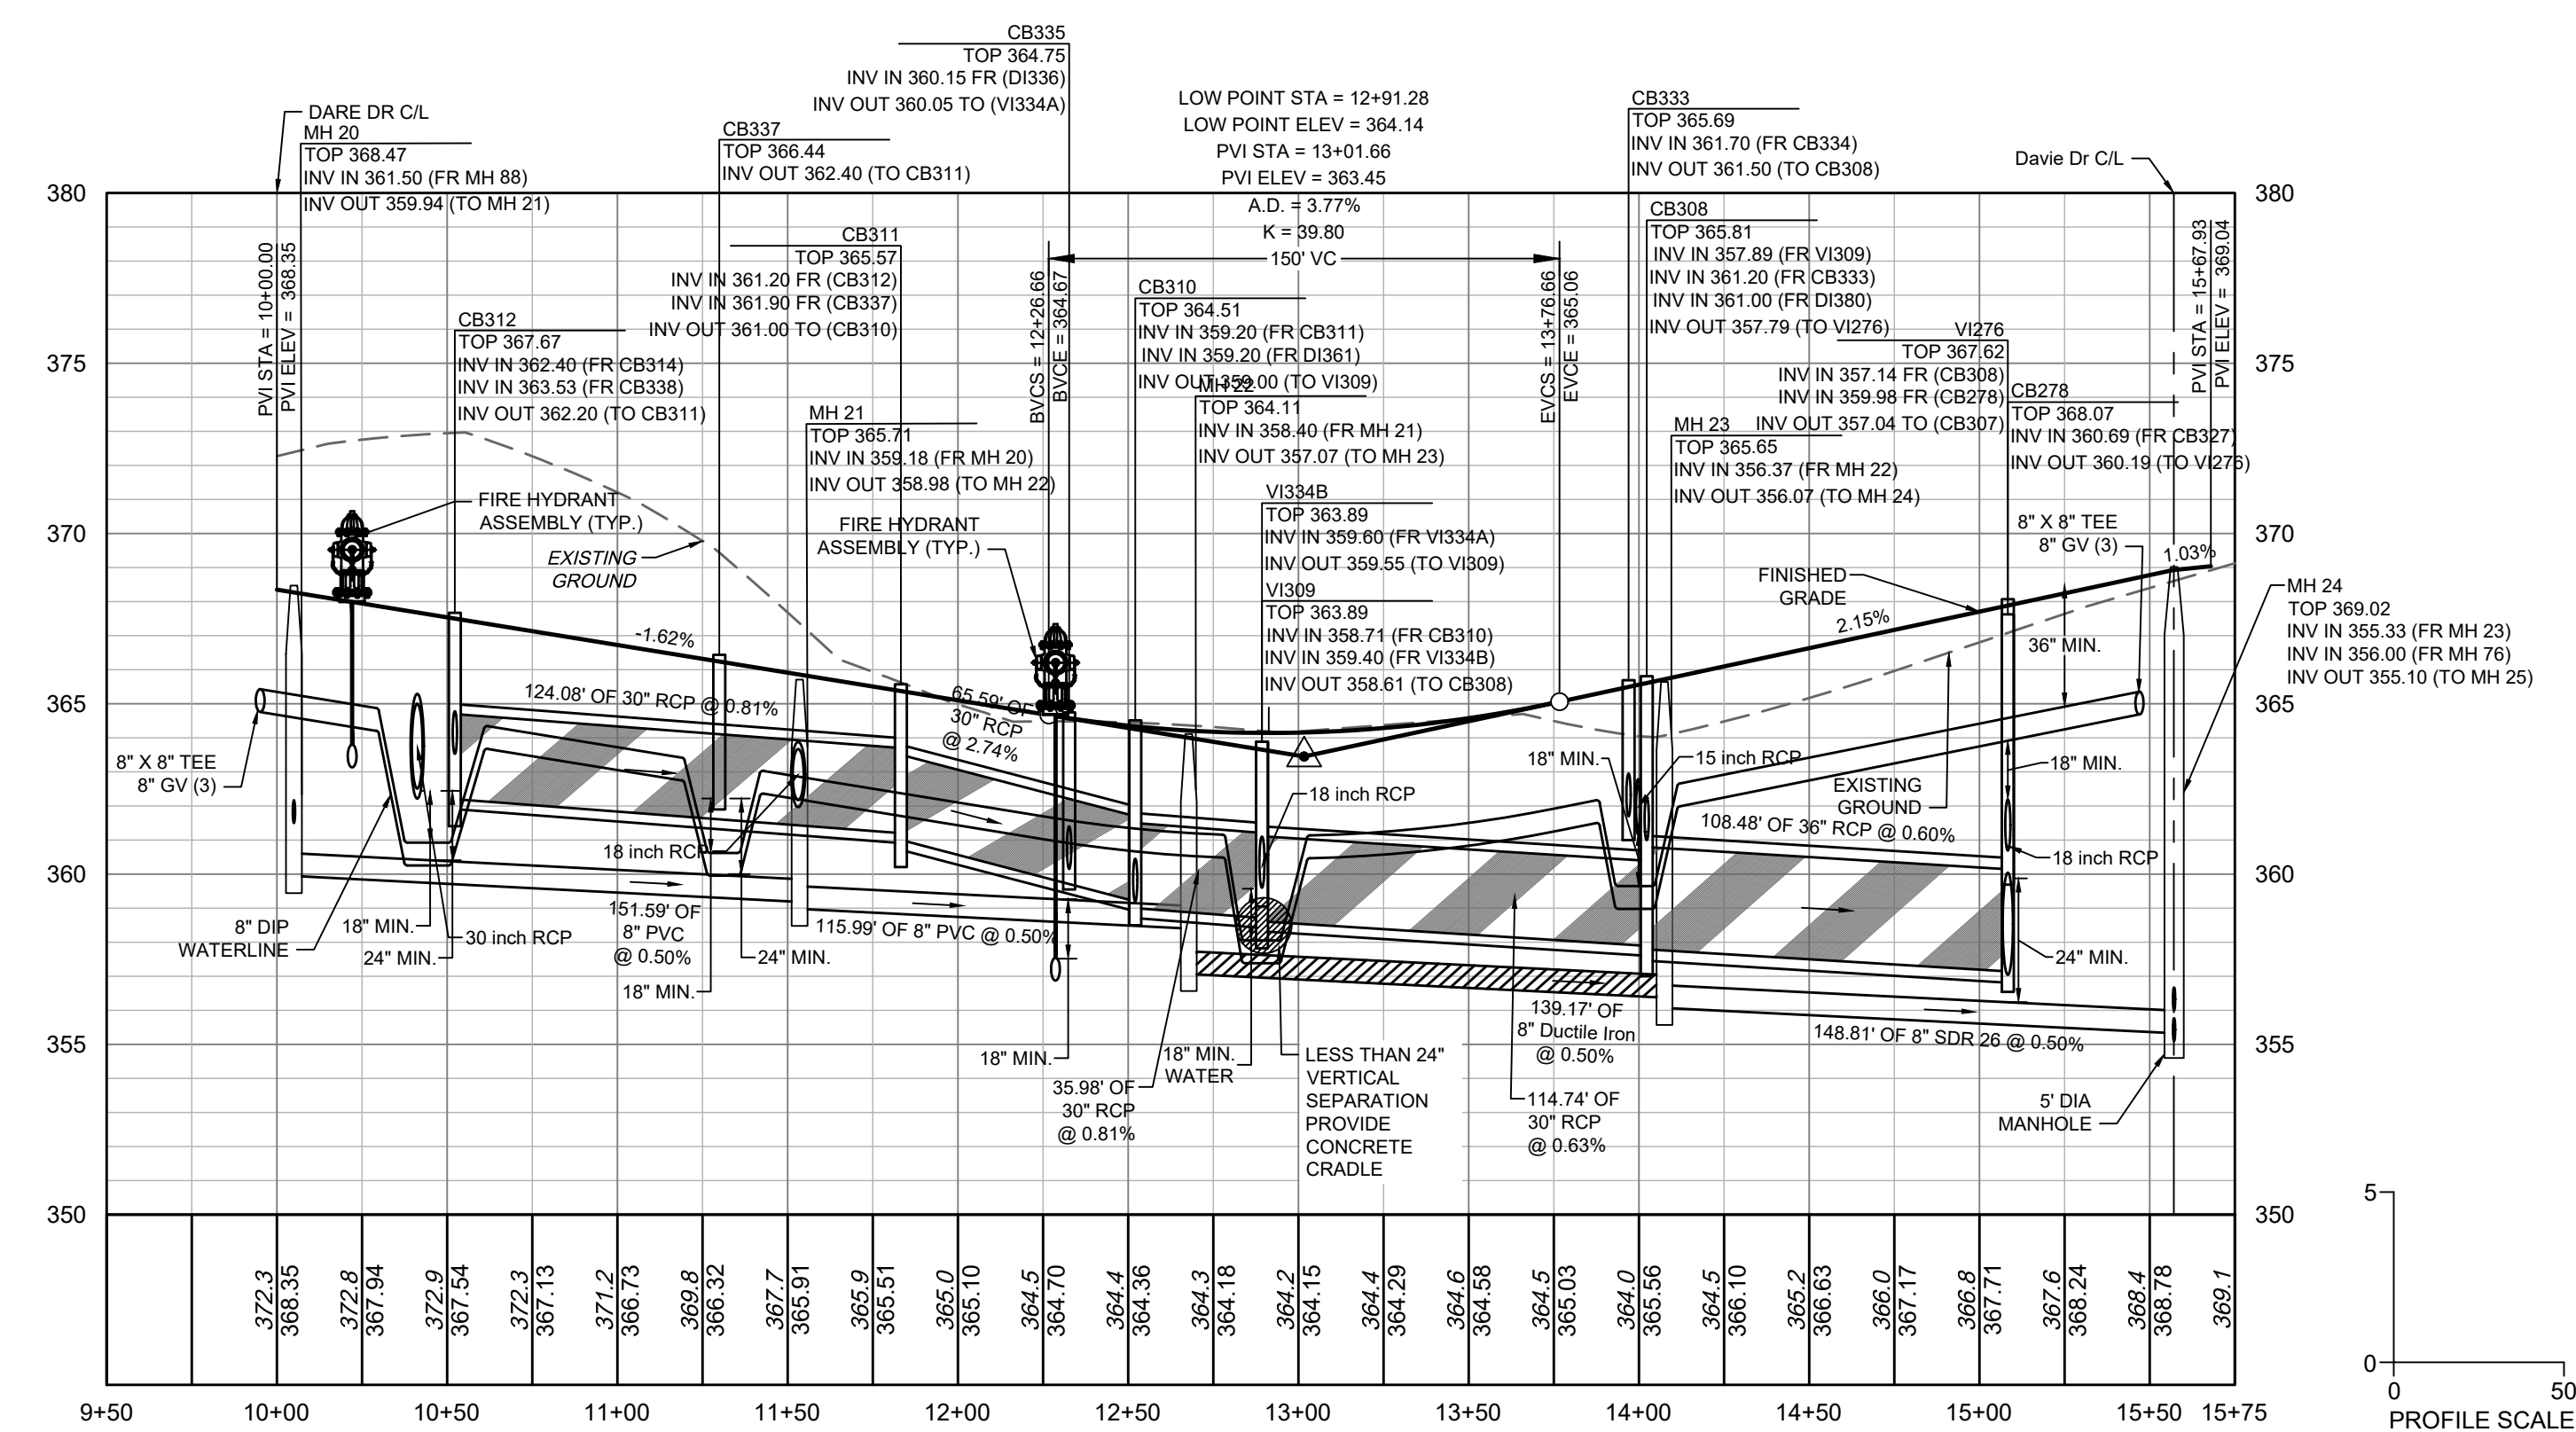 CB335
TOP 364.75
INV IN 360.15 FR (DI336)
INV OUT 360.05 TO (VI334A)
DARE DR C/L
MH 20
TOP 368.47
INV IN 361.50 (FR MH 88)
INV OUT 359.94 (TO MH 21)
CB337
TOP 366.44
INV OUT 362.40 (TO CB311)
LOW POINT STA = 12+91.28
LOW POINT ELEV = 364.14
PVI STA = 13+01.66
PVI ELEV = 363.45
A.D. = 3.77%
K = 39.80
150' VC
CB333
TOP 365.69
INV IN 361.70 (FR CB334)
INV OUT 361.50 (TO CB308)
Davie Dr C/L
CB311
TOP 365.57
INV IN 361.20 FR (CB312)
INV IN 361.90 FR (CB337)
INV OUT 361.00 TO (CB310)
CB308
TOP 365.81
INV IN 357.89 (FR VI309)
INV IN 361.20 (FR CB333)
INV IN 361.00 (FR DI380)
INV OUT 357.79 (TO VI276)
PVI STA = 10+00.00
PVI ELEV = 368.35
BVCS = 12+26.66
BVCE = 364.67
EVCS = 13+76.66
EVCE = 365.06
PVI STA = 15+67.93
PVI ELEV = 369.04
CB312
TOP 367.67
INV IN 362.40 (FR CB314)
INV IN 363.53 (FR CB338)
INV OUT 362.20 (TO CB311)
CB310
TOP 364.51
INV IN 359.20 (FR CB311)
INV IN 359.20 (FR DI361)
INV OUT 359.00 (TO VI309)
MH 22
TOP 364.11
INV IN 358.40 (FR MH 21)
INV OUT 357.07 (TO MH 23)
VI276
TOP 367.62
INV IN 357.14 FR (CB308)
INV IN 359.98 FR (CB278)
INV OUT 357.04 TO (CB307)
CB278
TOP 368.07
INV IN 360.69 (FR CB327)
INV OUT 360.19 (TO VI276)
MH 21
TOP 365.71
INV IN 359.18 (FR MH 20)
INV OUT 358.98 (TO MH 22)
MH 23
TOP 365.65
INV IN 356.37 (FR MH 22)
INV OUT 356.07 (TO MH 24)
VI334B
TOP 363.89
INV IN 359.60 (FR VI334A)
INV OUT 359.55 (TO VI309)
VI309
TOP 363.89
INV IN 358.71 (FR CB310)
INV IN 359.40 (FR VI334B)
INV OUT 358.61 (TO CB308)
FIRE HYDRANT
ASSEMBLY (TYP.)
EXISTING
GROUND
FIRE HYDRANT
ASSEMBLY (TYP.)
8" X 8" TEE
8" GV (3)
1.03%
FINISHED
GRADE
2.15%
36" MIN.
MH 24
TOP 369.02
INV IN 355.33 (FR MH 23)
INV IN 356.00 (FR MH 76)
INV OUT 355.10 (TO MH 25)
-1.62%
124.08' OF 30" RCP @ 0.81%
65.59' OF
30" RCP
@ 2.74%
8" X 8" TEE
8" GV (3)
18" MIN.
15 inch RCP
18" MIN.
EXISTING
GROUND
18 inch RCP
108.48' OF 36" RCP @ 0.60%
18 inch RCP
18 inch RCP
8" DIP
WATERLINE
18" MIN.
30 inch RCP
24" MIN.
151.59' OF
8" PVC
@ 0.50%
18" MIN.
24" MIN.
115.99' OF 8" PVC @ 0.50%
24" MIN.
18" MIN.
35.98' OF
30" RCP
@ 0.81%
18" MIN.
WATER
LESS THAN 24"
VERTICAL
SEPARATION
PROVIDE
CONCRETE
CRADLE
139.17' OF
8" Ductile Iron
@ 0.50%
114.74' OF
30" RCP
@ 0.63%
148.81' OF 8" SDR 26 @ 0.50%
5' DIA
MANHOLE
380
375
370
365
360
355
350
380
375
370
365
360
355
350
372.3
368.35
372.8
367.94
372.9
367.54
372.3
367.13
371.2
366.73
369.8
366.32
367.7
365.91
365.9
365.51
365.0
365.10
364.5
364.70
364.4
364.36
364.3
364.18
364.2
364.15
364.4
364.29
364.6
364.58
364.5
365.03
364.0
365.56
364.5
366.10
365.2
366.63
366.0
367.17
366.8
367.71
367.6
368.24
368.4
368.78
369.1
9+50
10+00
10+50
11+00
11+50
12+00
12+50
13+00
13+50
14+00
14+50
15+00
15+50
15+75
5
0
0
50
PROFILE SCALE